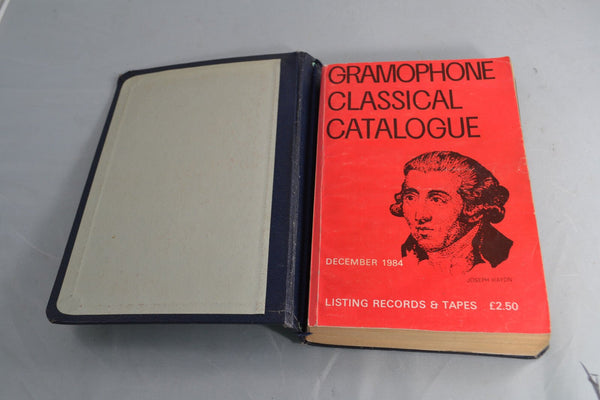 GRAMOPHONE
CLASSICAL
CATALOGUE
DECEMBER 1984
JOSEPH HAYDN
LISTING RECORDS & TAPES £2.50